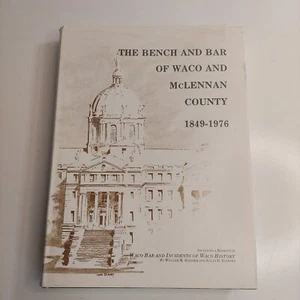 THE BENCH AND BAR
OF WACO AND
McLENNAN
COUNTY
1849-1976
WACO BAR AND INCIDENTS OF WACO HISTORY